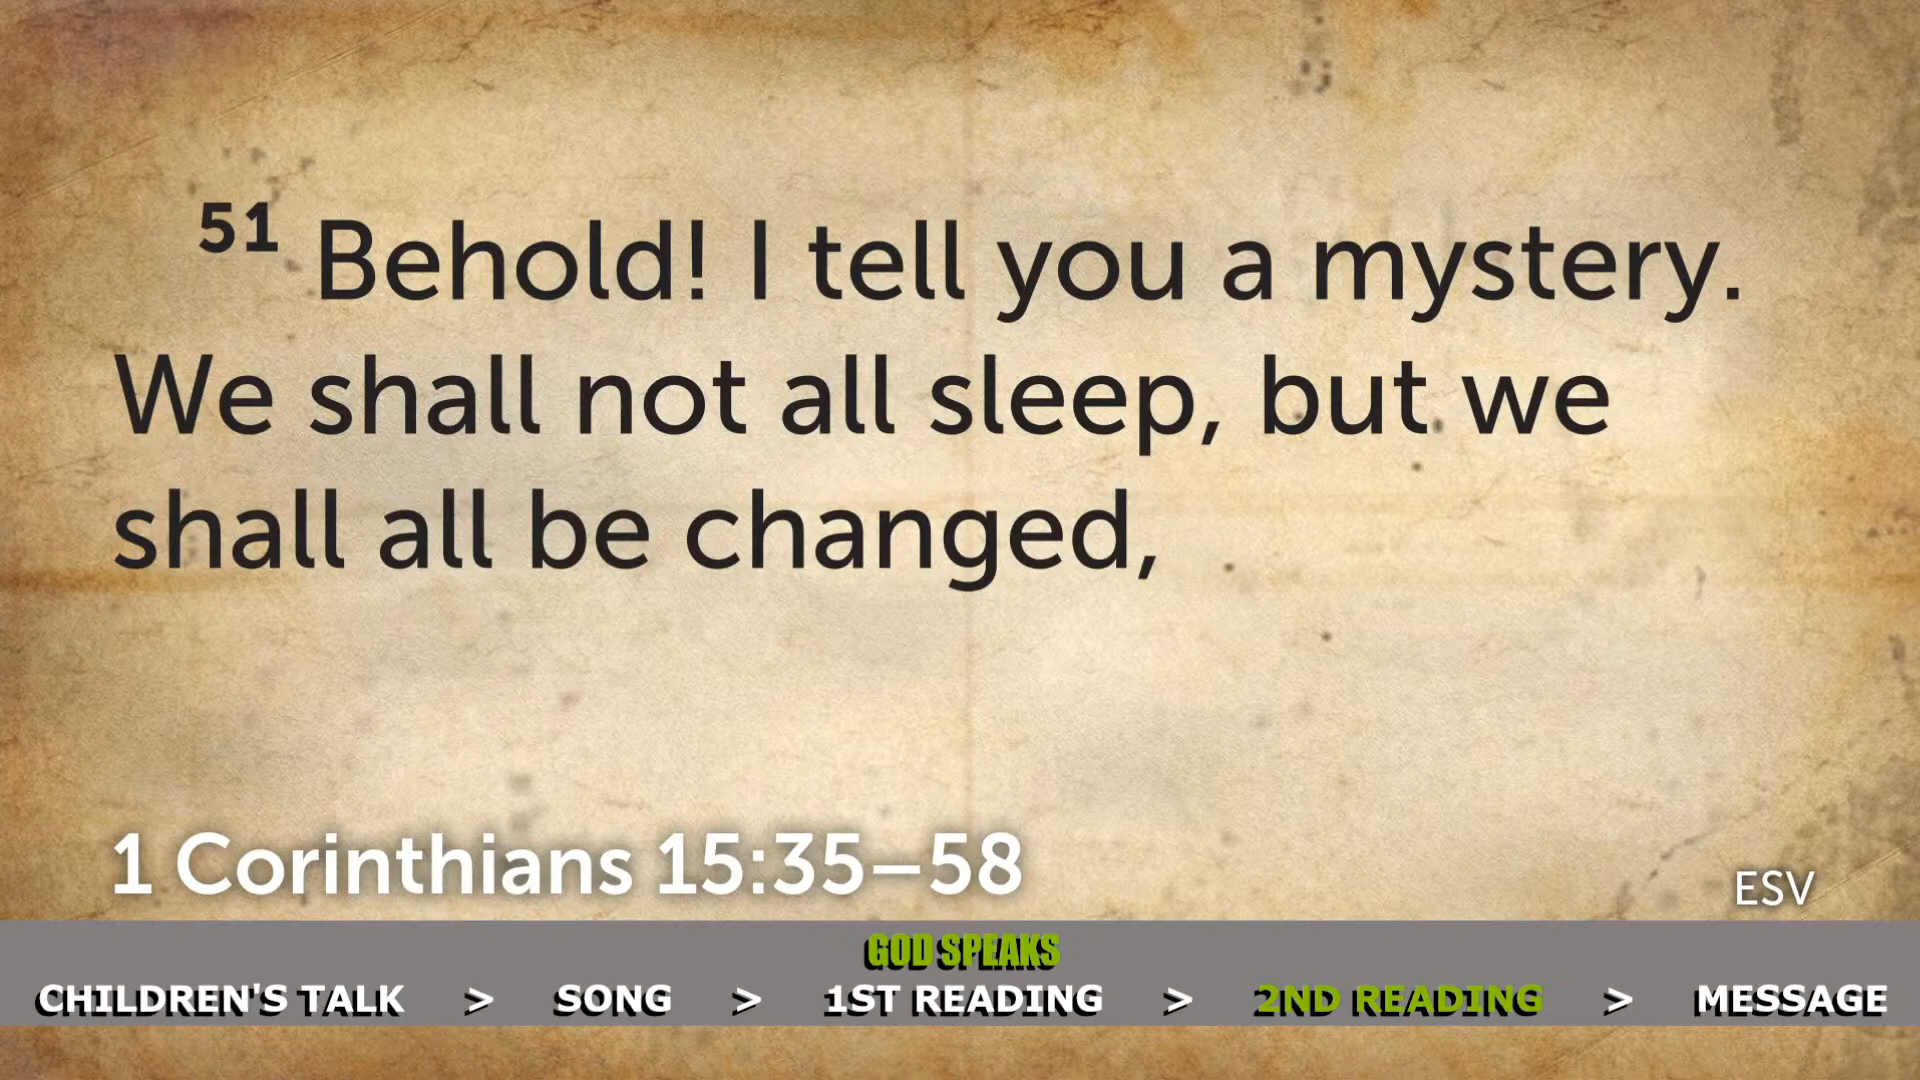 51 Behold! I tell you a mystery.
We shall not all sleep, but we
shall all be changed,
1 Corinthians 15:35–58
ESV
GOD SPEAKS
CHILDREN'S TALK > SONG > 1ST READING > 2ND READING > MESSAGE